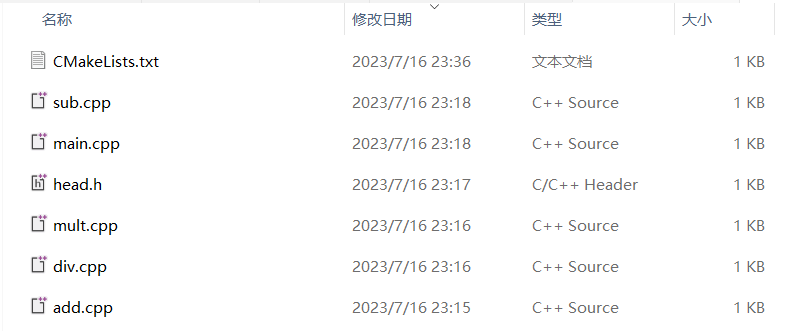 名称 修改日期 类型 大小
CMakeLists.txt 2023/7/16 23:36 文本文档 1 KB
sub.cpp 2023/7/16 23:18 C++ Source 1 KB
main.cpp 2023/7/16 23:18 C++ Source 1 KB
head.h 2023/7/16 23:17 C/C++ Header 1 KB
mult.cpp 2023/7/16 23:16 C++ Source 1 KB
div.cpp 2023/7/16 23:16 C++ Source 1 KB
add.cpp 2023/7/16 23:15 C++ Source 1 KB